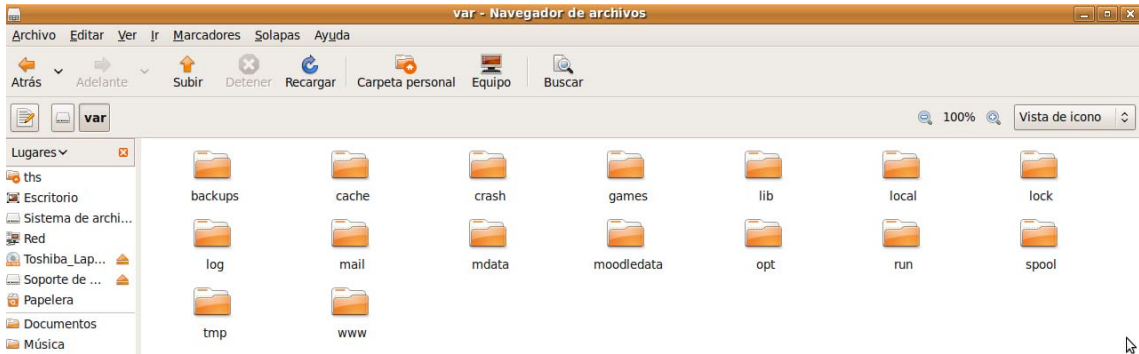 var - Navegador de archivos
Archivo Editar Ver Ir Marcadores Solapas Ayuda
Atrás Adelante Subir Detener Recargar Carpeta personal Equipo Buscar
var 100% Vista de icono
Lugares
ths
Escritorio
Sistema de archi...
Red
Toshiba_Lap...
Soporte de ...
Papelera
Documentos
Música
backups cache crash games lib local lock
log mail mdata moodledata opt run spool
tmp www